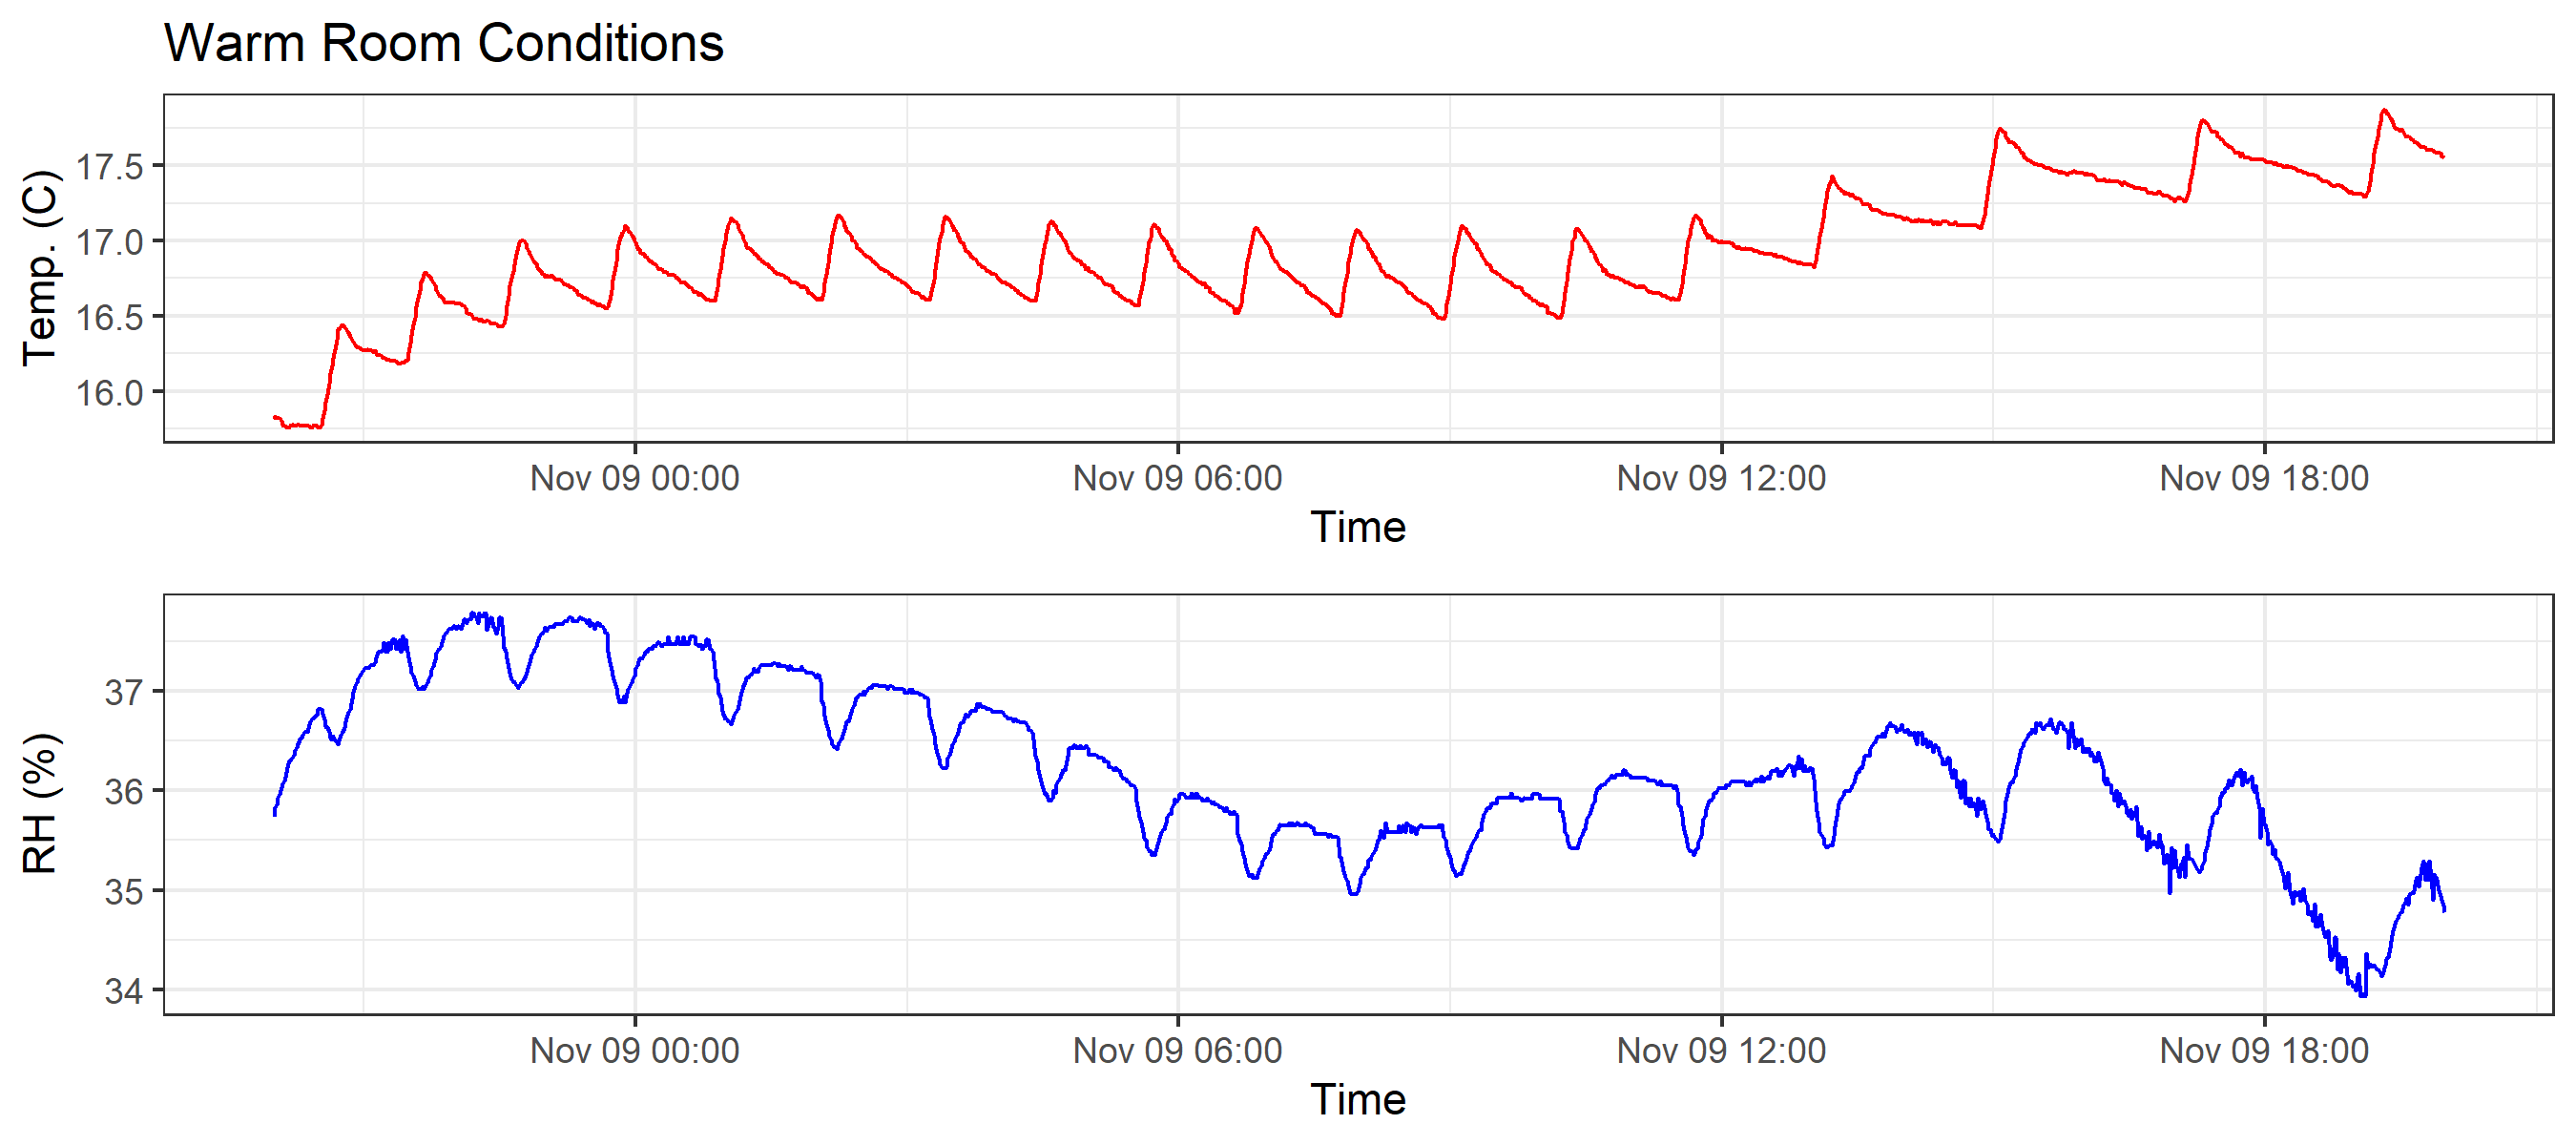 Warm Room Conditions
Temp. (C)
17.5
17.0
16.5
16.0
Nov 09 00:00 Nov 09 06:00 Nov 09 12:00 Nov 09 18:00
Time
RH (%)
37
36
35
34
Nov 09 00:00 Nov 09 06:00 Nov 09 12:00 Nov 09 18:00
Time